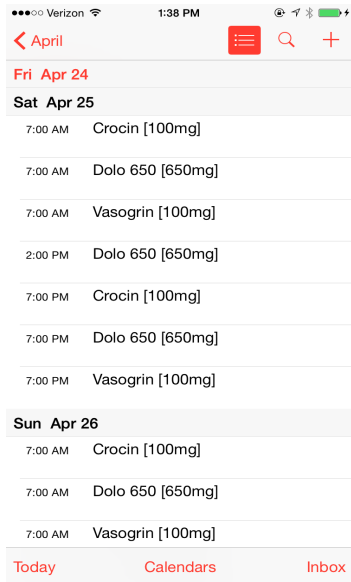 Verizon 1:38 PM
April
Fri Apr 24
Sat Apr 25
7:00 AM Crocin [100mg]
7:00 AM Dolo 650 [650mg]
7:00 AM Vasogrin [100mg]
2:00 PM Dolo 650 [650mg]
7:00 PM Crocin [100mg]
7:00 PM Dolo 650 [650mg]
7:00 PM Vasogrin [100mg]
Sun Apr 26
7:00 AM Crocin [100mg]
7:00 AM Dolo 650 [650mg]
7:00 AM Vasogrin [100mg]
Today Calendars Inbox